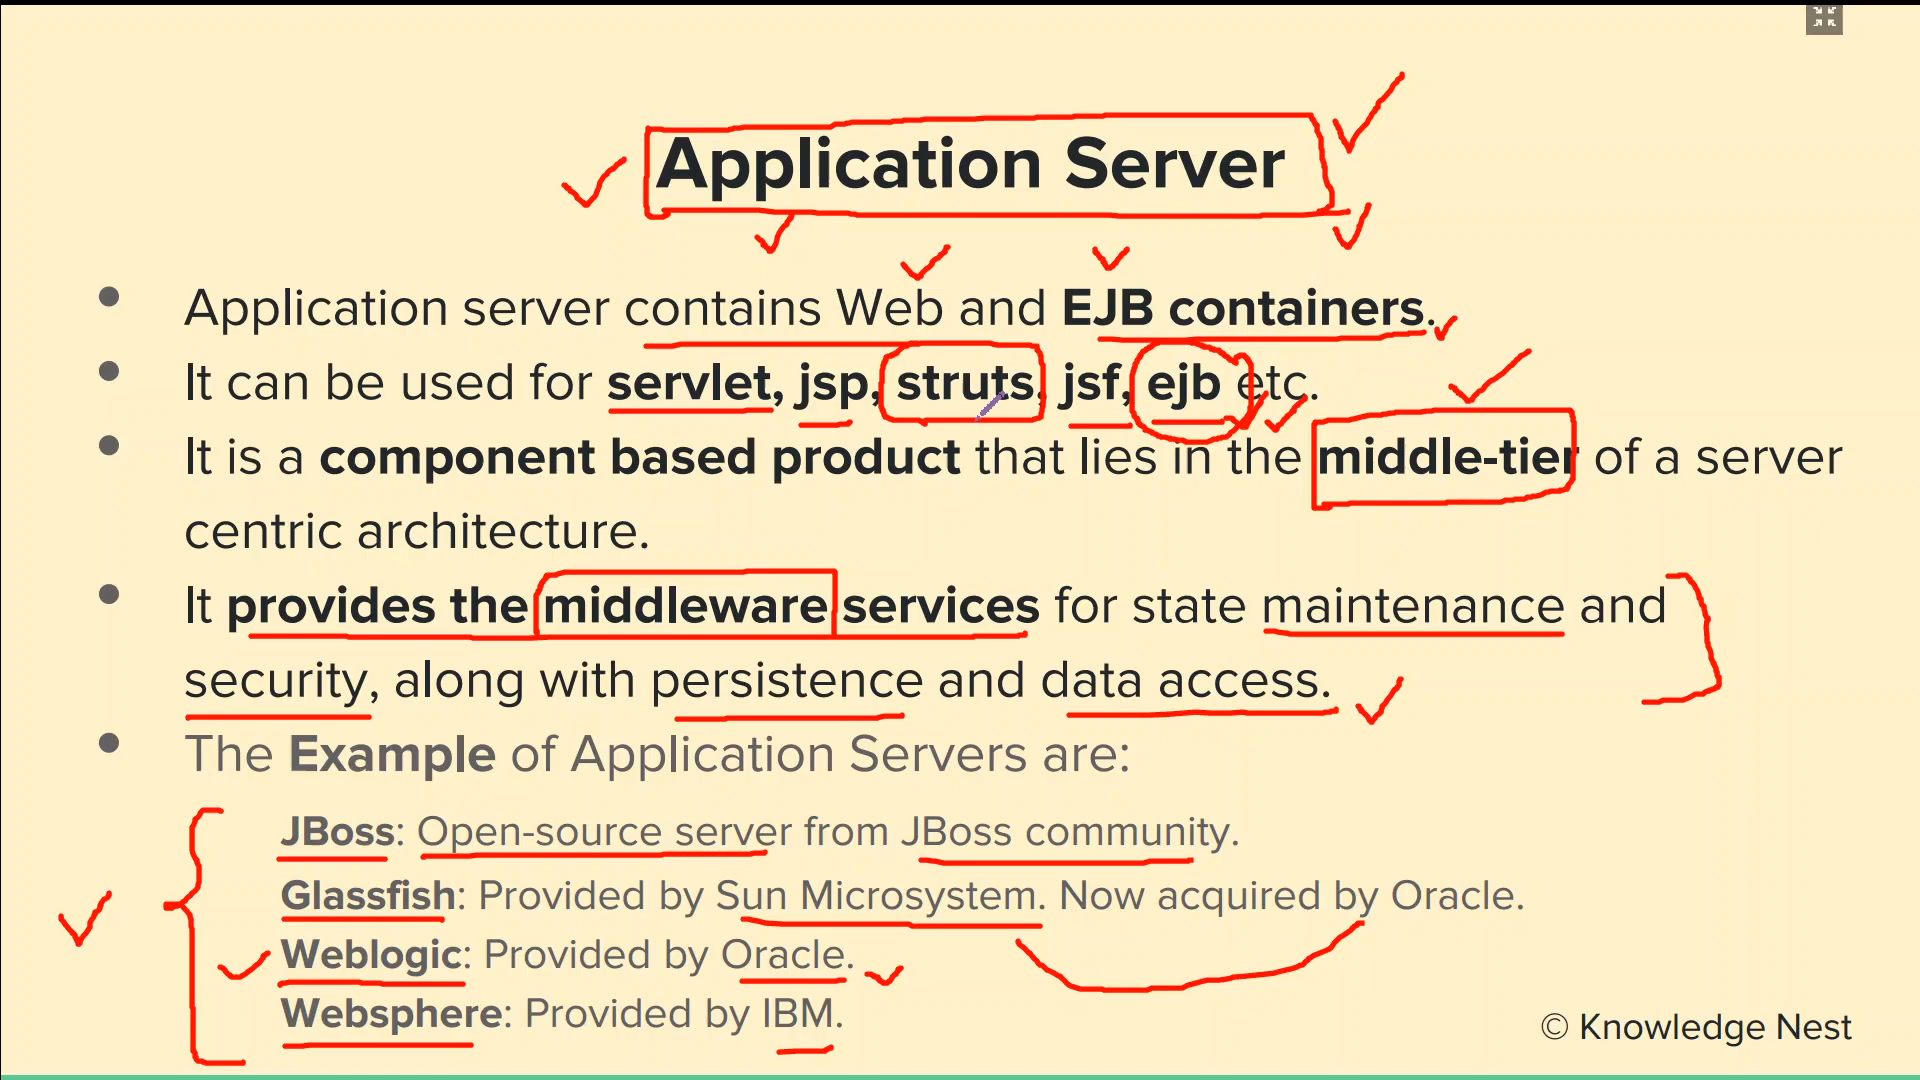 Application Server
Application server contains Web and EJB containers.
It can be used for servlet, jsp, struts, jsf, ejb etc.
It is a component based product that lies in the middle-tier of a server
centric architecture.
It provides the middleware services for state maintenance and
security, along with persistence and data access.
The Example of Application Servers are:
JBoss: Open-source server from JBoss community.
Glassfish: Provided by Sun Microsystem. Now acquired by Oracle.
Weblogic: Provided by Oracle.
Websphere: Provided by IBM.
© Knowledge Nest